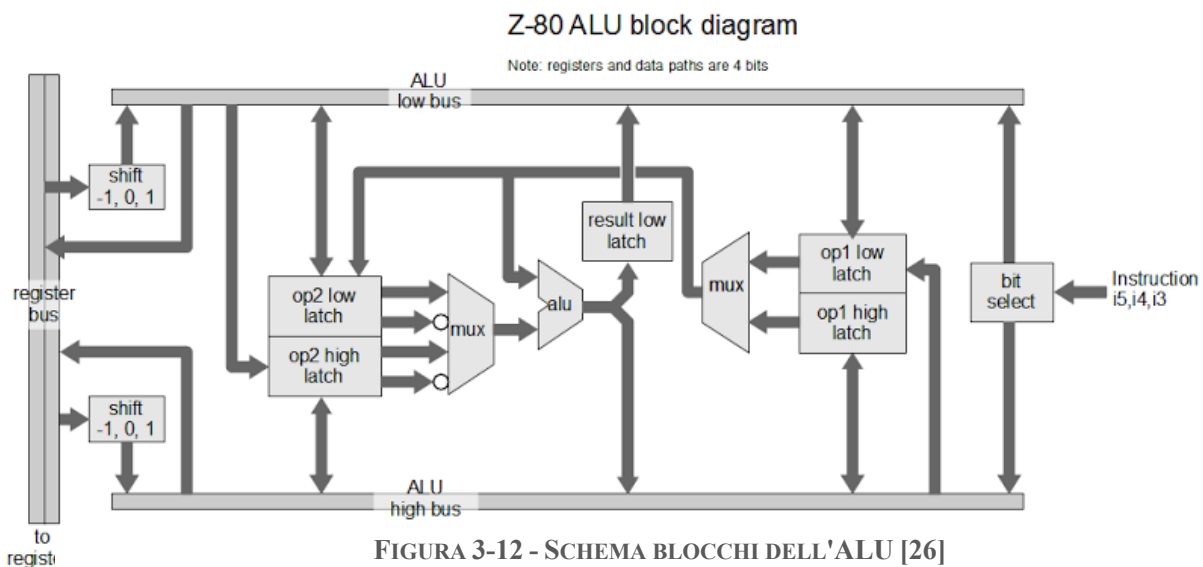 Z-80 ALU block diagram
Note: registers and data paths are 4 bits
ALU
low bus
shift
-1, 0, 1
result low
latch
op1 low
latch
op1 high
latch
mux
bit
select
Instruction
i5,i4,i3
register
bus
op2 low
latch
op2 high
latch
mux
alu
shift
-1, 0, 1
ALU
high bus
to
registe
FIGURA 3-12 - SCHEMA BLOCCHI DELL'ALU [26]